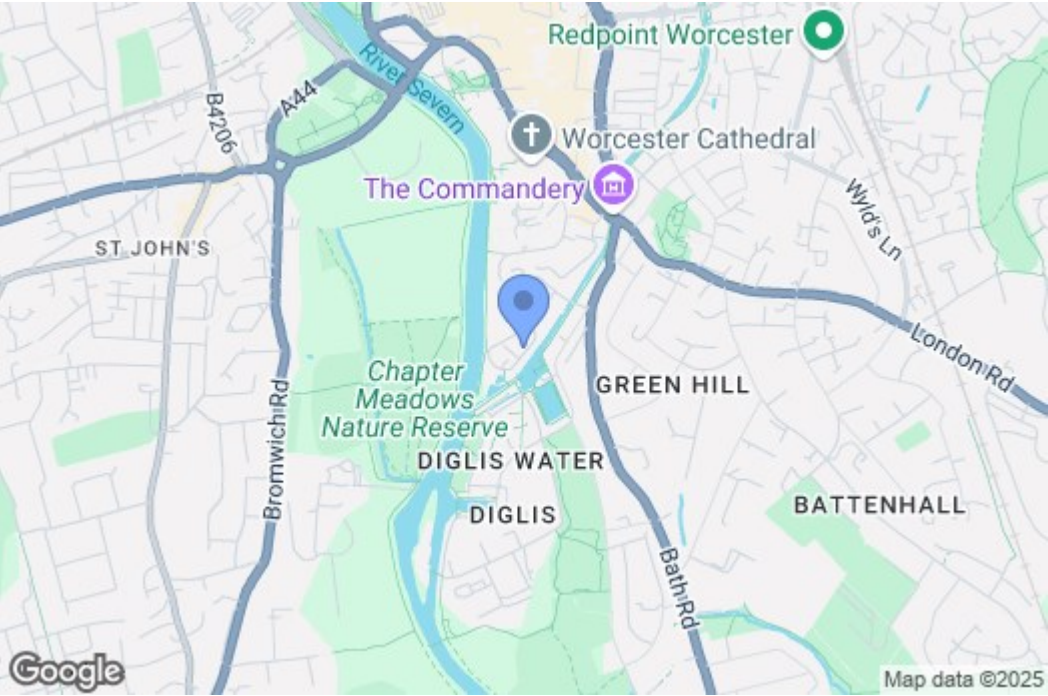 Redpoint Worcester
River Severn
A44
B4206
Worcester Cathedral
The Commandery
Wyld's Ln
ST JOHN'S
London Rd
Chapter
Meadows
Nature Reserve
GREEN HILL
Bromwich Rd
DIGLIS WATER
BATTENHALL
DIGLIS
Bath Rd
Google
Map data ©2025